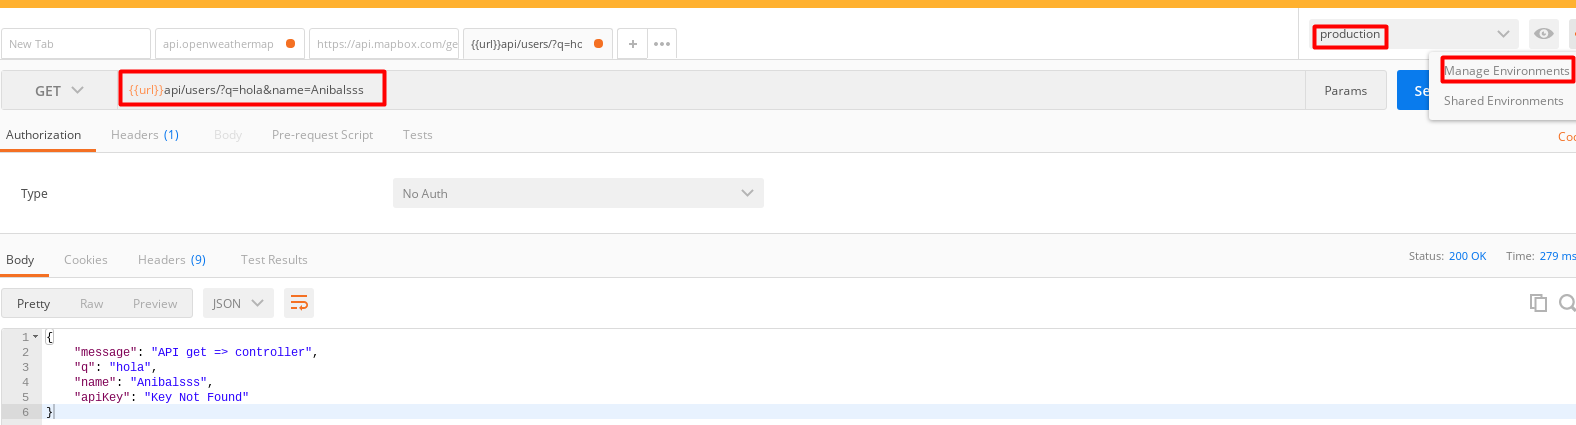 New Tab
api.openweathermap
https://api.mapbox.com/ge
{{url}}api/users/?q=hc
production
Manage Environments
Shared Environments
GET
{{url}}api/users/?q=hola&name=Anibalsss
Params
Se
Authorization
Headers (1)
Body
Pre-request Script
Tests
Coo
Type
No Auth
Body
Cookies
Headers (9)
Test Results
Status: 200 OK
Time: 279 ms
Pretty
Raw
Preview
JSON
1 {
2 "message": "API get => controller",
3 "q": "hola",
4 "name": "Anibalsss",
5 "apiKey": "Key Not Found"
6 }